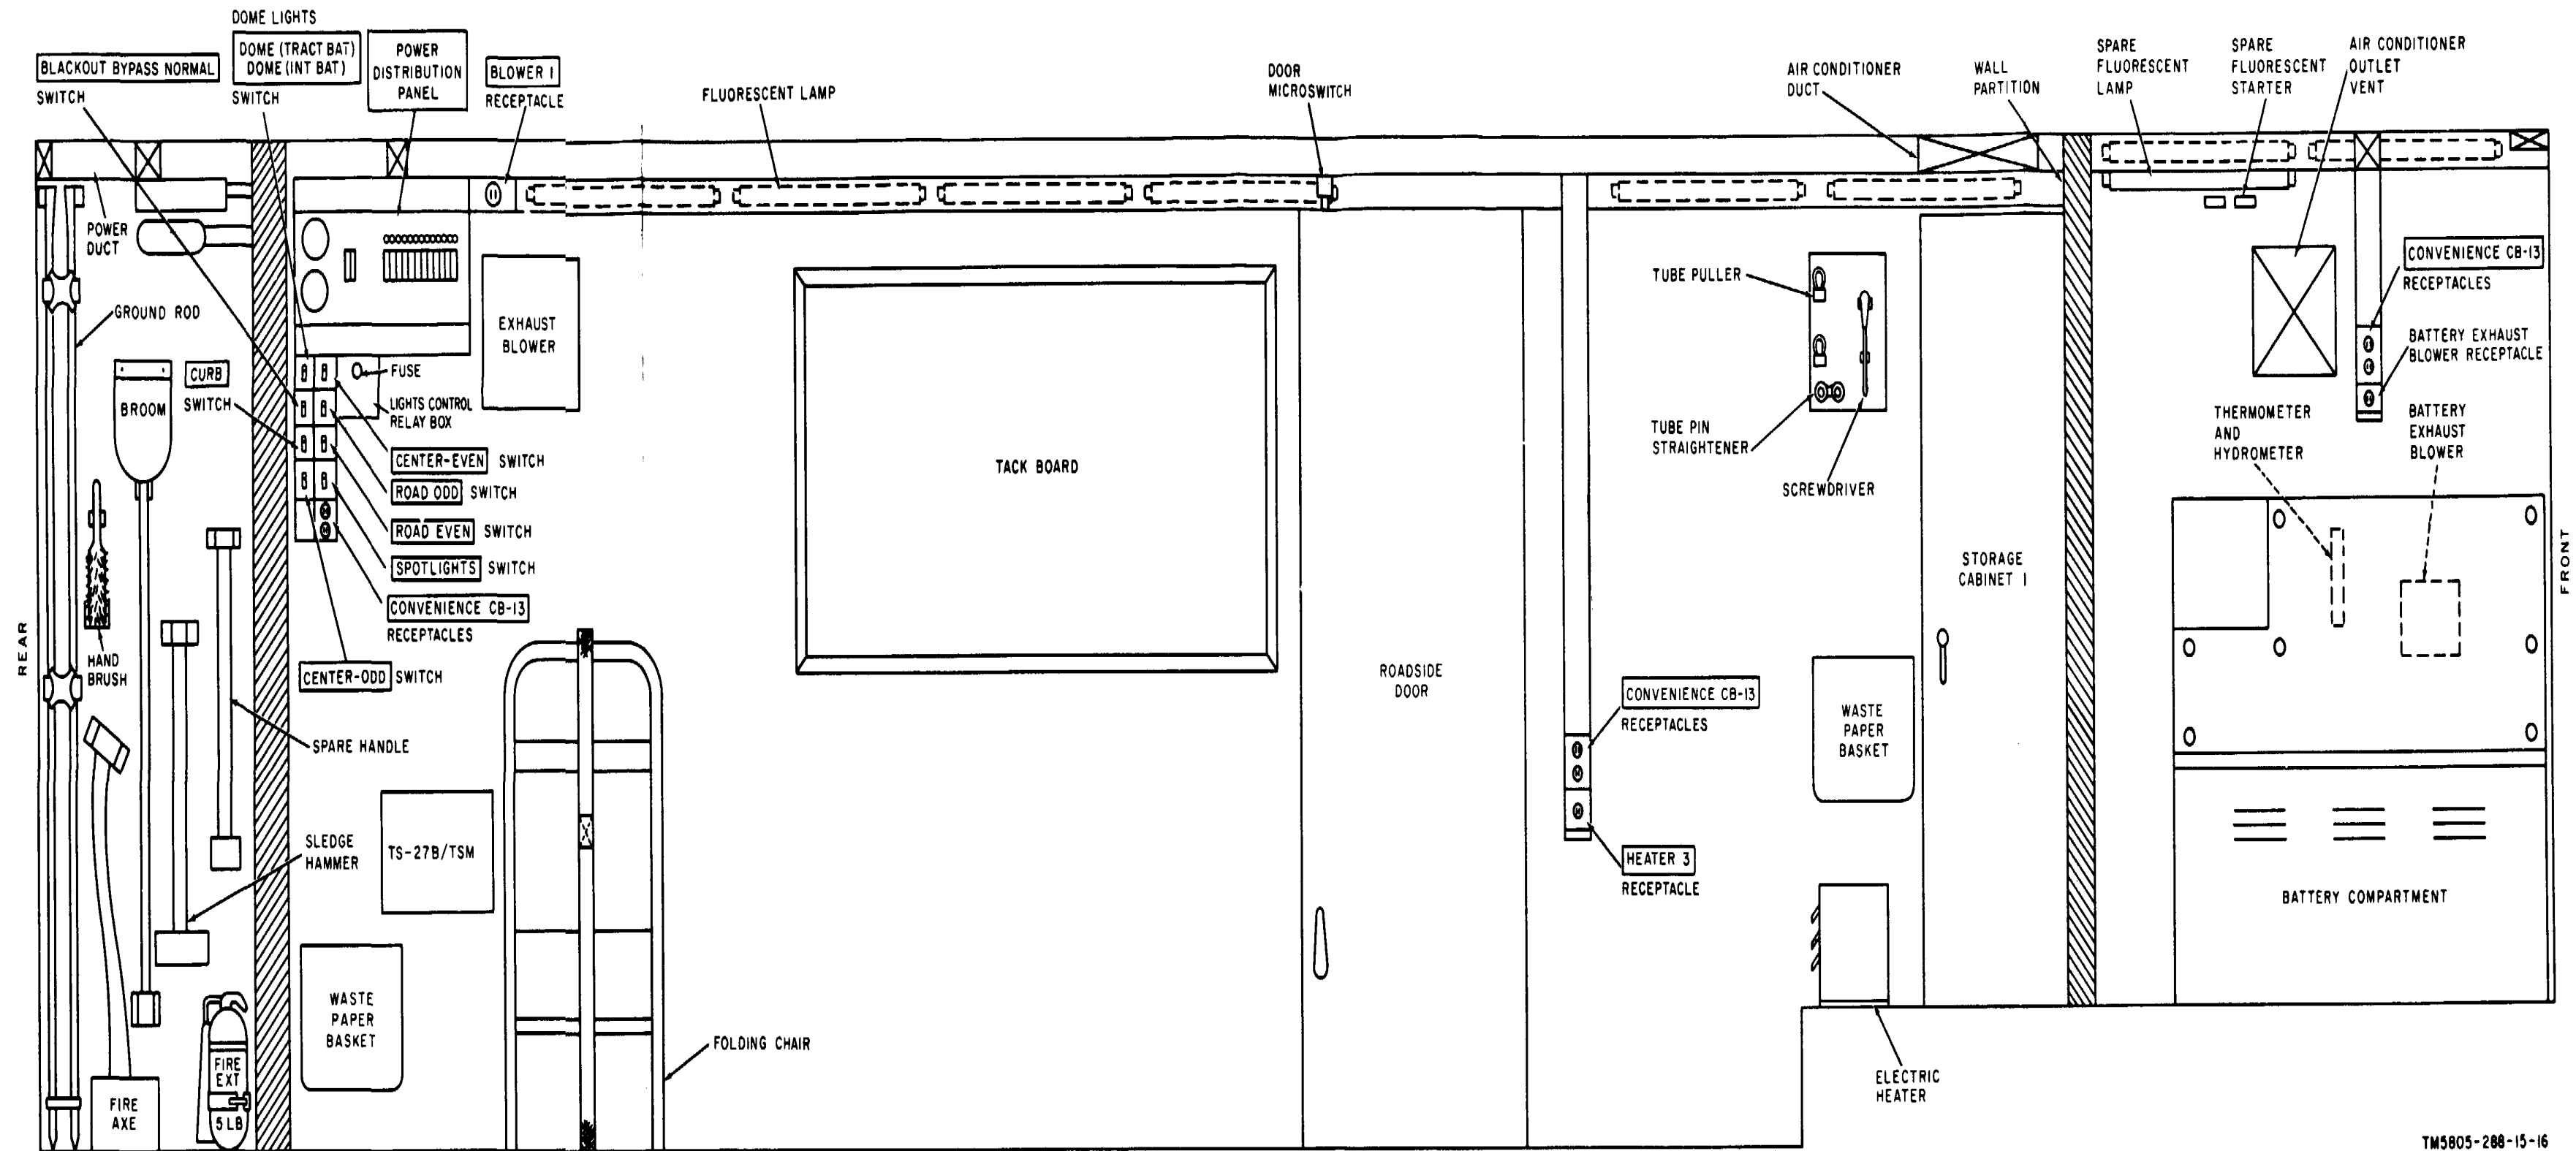 DOME LIGHTS
DOME (TRACT BAT)
DOME (INT BAT)
SWITCH
BLACKOUT BYPASS NORMAL
SWITCH
POWER
DISTRIBUTION
PANEL
BLOWER 1
RECEPTACLE
FLUORESCENT LAMP
DOOR
MICROSWITCH
AIR CONDITIONER
DUCT
WALL
PARTITION
SPARE
FLUORESCENT
LAMP
SPARE
FLUORESCENT
STARTER
AIR CONDITIONER
OUTLET
VENT
POWER
DUCT
GROUND ROD
BROOM
CURB
SWITCH
FUSE
LIGHTS CONTROL
RELAY BOX
EXHAUST
BLOWER
CENTER-EVEN SWITCH
ROAD ODD SWITCH
ROAD EVEN SWITCH
SPOTLIGHTS SWITCH
CONVENIENCE CB-13
RECEPTACLES
CENTER-ODD SWITCH
HAND
BRUSH
SPARE HANDLE
SLEDGE
HAMMER
TS-27B/TSM
WASTE
PAPER
BASKET
FIRE
AXE
FIRE
EXT
5 LB
FOLDING CHAIR
TACK BOARD
ROADSIDE
DOOR
TUBE PULLER
TUBE PIN
STRAIGHTENER
SCREWDRIVER
CONVENIENCE CB-13
RECEPTACLES
HEATER 3
RECEPTACLE
WASTE
PAPER
BASKET
ELECTRIC
HEATER
STORAGE
CABINET 1
CONVENIENCE CB-13
RECEPTACLES
BATTERY EXHAUST
BLOWER RECEPTACLE
THERMOMETER
AND
HYDROMETER
BATTERY
EXHAUST
BLOWER
BATTERY COMPARTMENT
REAR
FRONT
TM5805-288-15-16